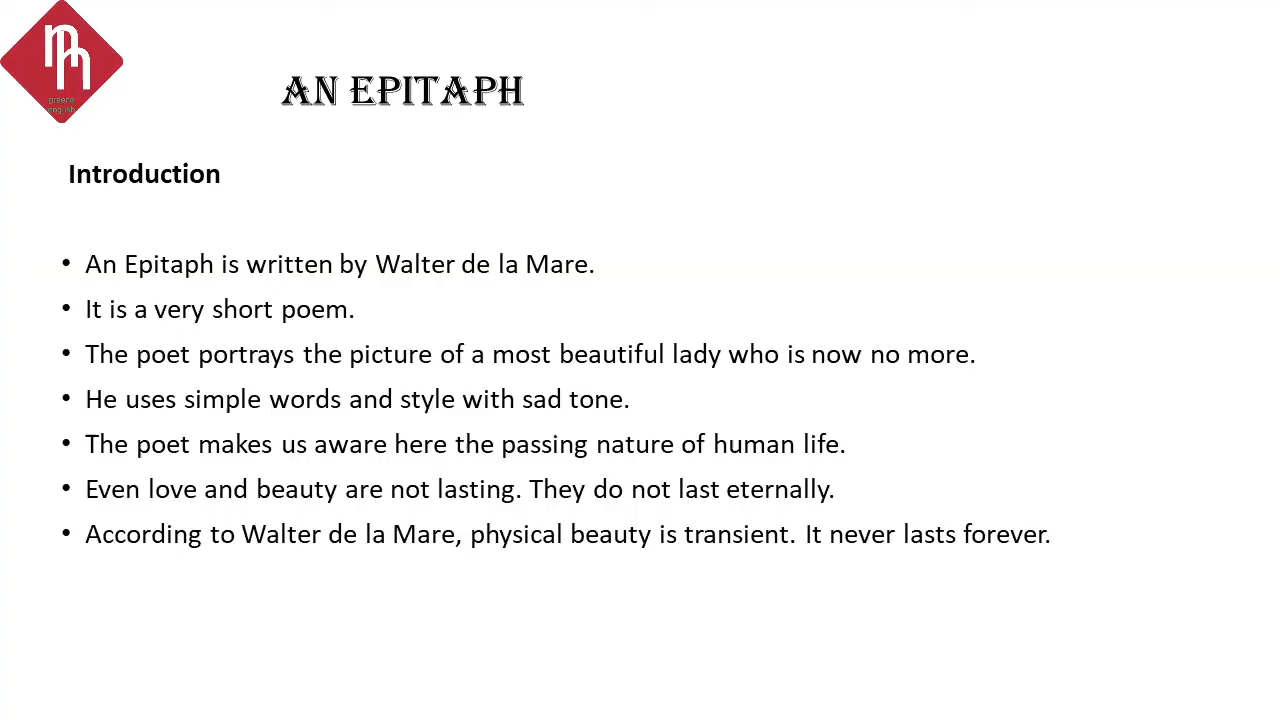 greene
english
AN EPITAPH
Introduction
• An Epitaph is written by Walter de la Mare.
• It is a very short poem.
• The poet portrays the picture of a most beautiful lady who is now no more.
• He uses simple words and style with sad tone.
• The poet makes us aware here the passing nature of human life.
• Even love and beauty are not lasting. They do not last eternally.
• According to Walter de la Mare, physical beauty is transient. It never lasts forever.